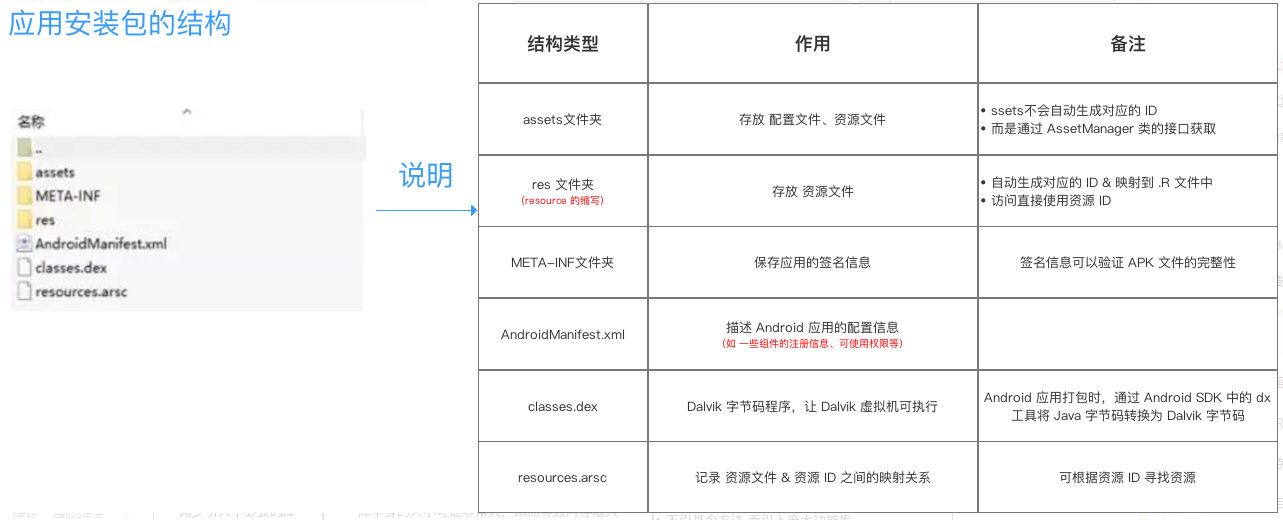 应用安装包的结构
名称
..
assets
META-INF
res
AndroidManifest.xml
classes.dex
resources.arsc
说明
结构类型
作用
备注
assets文件夹
存放 配置文件、资源文件
• ssets不会自动生成对应的 ID
• 而是通过 AssetManager 类的接口获取
res 文件夹
(resource 的缩写)
存放 资源文件
• 自动生成对应的 ID & 映射到 .R 文件中
• 访问直接使用资源 ID
META-INF文件夹
保存应用的签名信息
签名信息可以验证 APK 文件的完整性
AndroidManifest.xml
描述 Android 应用的配置信息
(如 一些组件的注册信息、可使用权限等)
classes.dex
Dalvik 字节码程序，让 Dalvik 虚拟机可执行
Android 应用打包时，通过 Android SDK 中的 dx
工具将 Java 字节码转换为 Dalvik 字节码
resources.arsc
记录 资源文件 & 资源 ID 之间的映射关系
可根据资源 ID 寻找资源